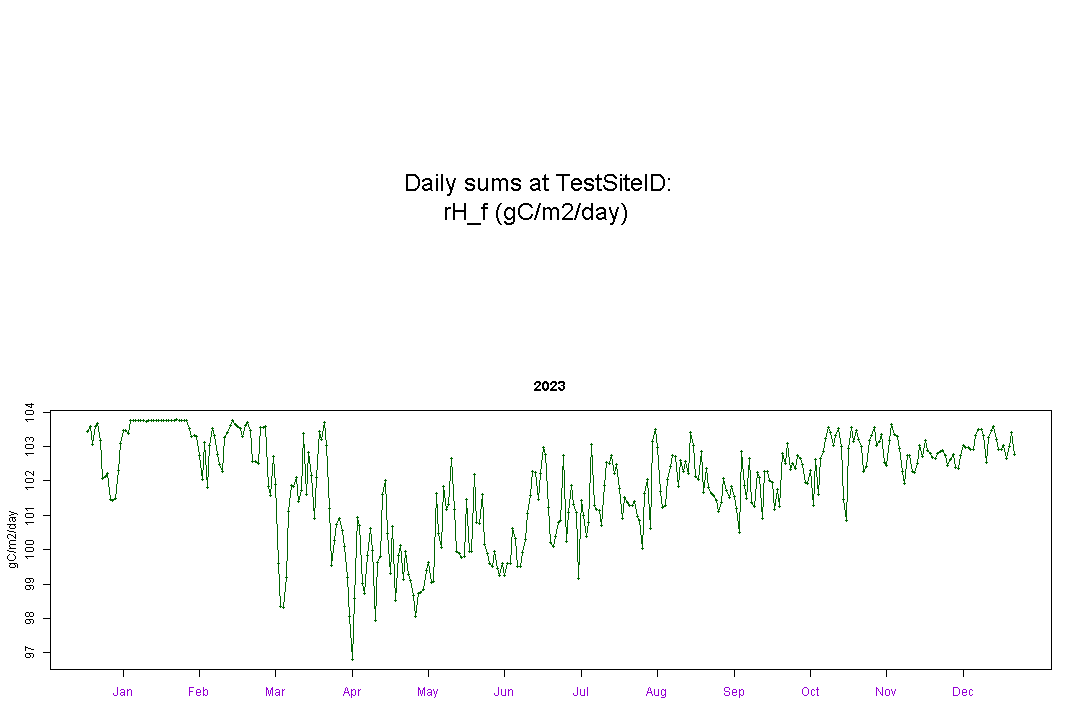 Daily sums at TestSiteID:
rH_f (gC/m2/day)
2023
gC/m2/day
104
103
102
101
100
99
98
97
Jan Feb Mar Apr May Jun Jul Aug Sep Oct Nov Dec